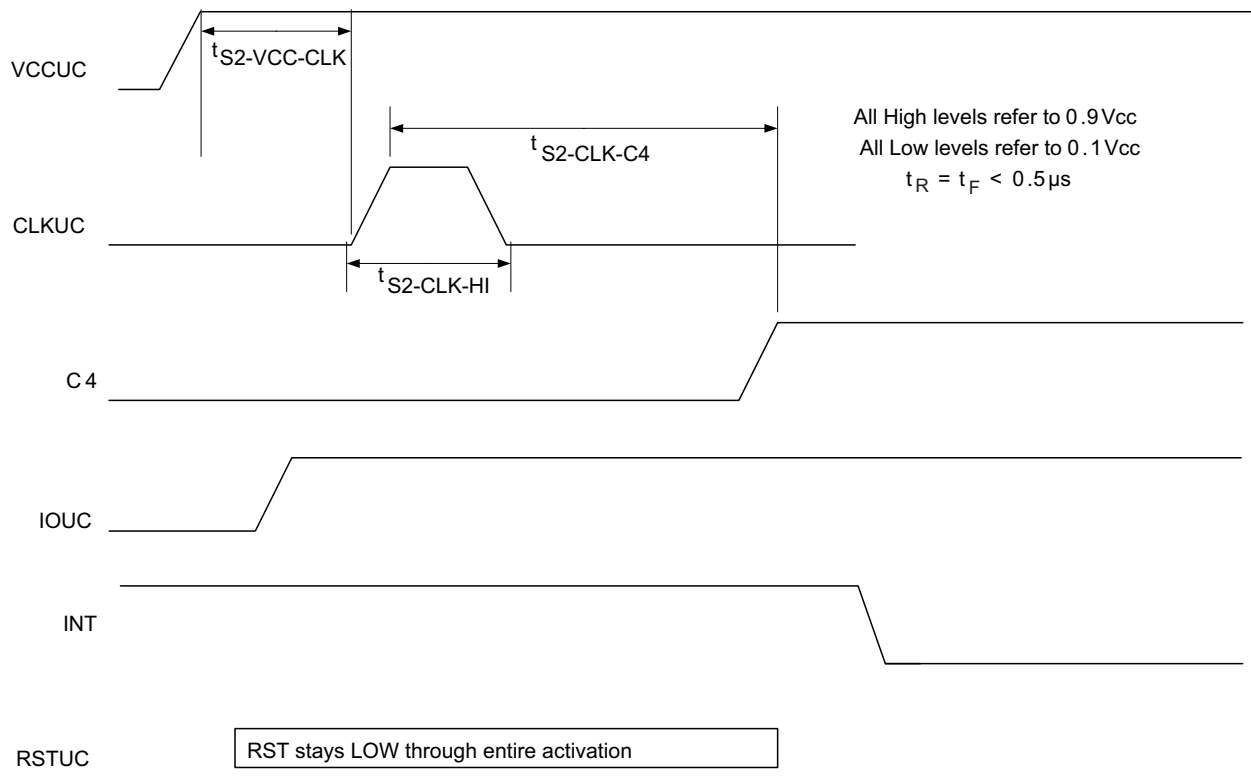 VCCUC
tS2-VCC-CLK
tS2-CLK-C4
All High levels refer to 0.9Vcc
All Low levels refer to 0.1Vcc
tR = tF < 0.5µs
CLKUC
tS2-CLK-HI
C4
IOUC
INT
RSTUC
RST stays LOW through entire activation